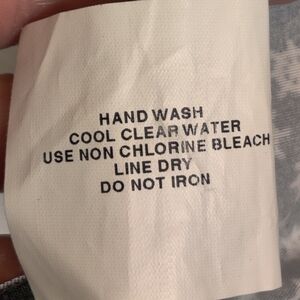 HAND WASH
COOL CLEAR WATER
USE NON CHLORINE BLEACH
LINE DRY
DO NOT IRON